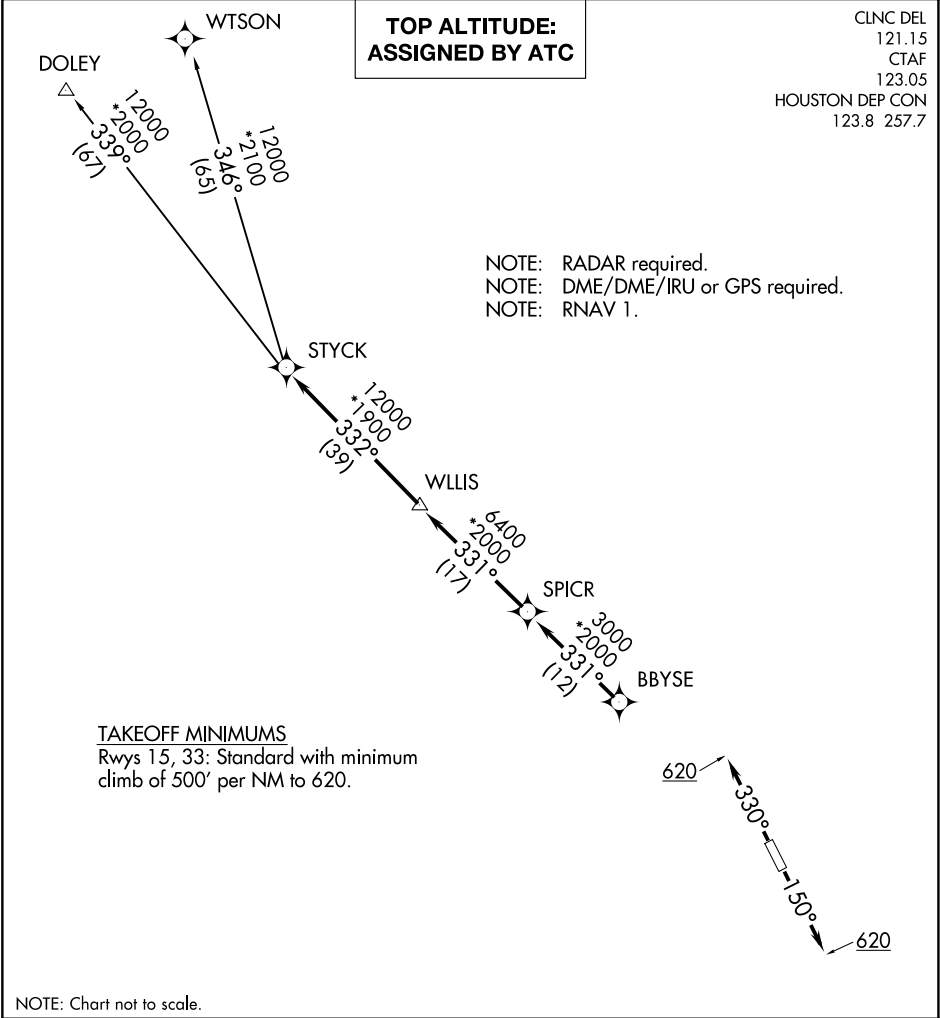 TOP ALTITUDE:
ASSIGNED BY ATC
CLNC DEL
121.15
CTAF
123.05
HOUSTON DEP CON
123.8 257.7
WTSON
DOLEY
12000
*2000
339°
(67)
12000
*2100
346°
(65)
NOTE: RADAR required.
NOTE: DME/DME/IRU or GPS required.
NOTE: RNAV 1.
STYCK
12000
*1900
332°
(39)
WLLIS
6400
*2000
331°
(17)
SPICR
3000
*2000
331°
(12)
BBYSE
TAKEOFF MINIMUMS
Rwys 15, 33: Standard with minimum
climb of 500' per NM to 620.
620
330°
150°
620
NOTE: Chart not to scale.